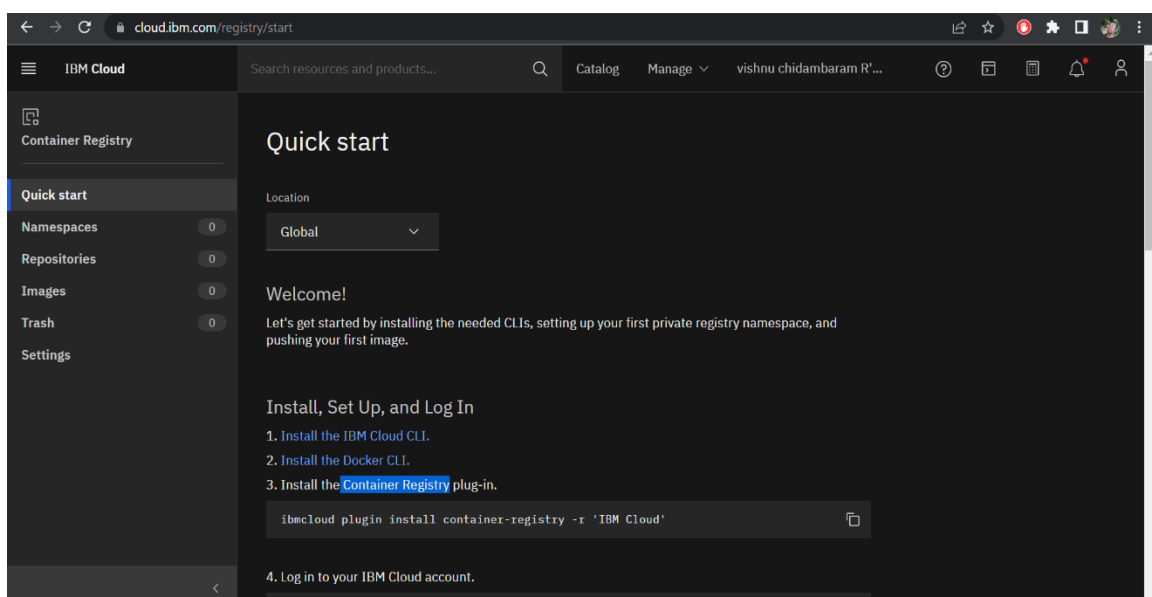 cloud.ibm.com/registry/start
IBM Cloud
Search resources and products...
Catalog
Manage
vishnu chidambaram R'...
Container Registry
Quick start
Namespaces 0
Repositories 0
Images 0
Trash 0
Settings
Quick start
Location
Global
Welcome!
Let's get started by installing the needed CLIs, setting up your first private registry namespace, and
pushing your first image.
Install, Set Up, and Log In
1. Install the IBM Cloud CLI.
2. Install the Docker CLI.
3. Install the Container Registry plug-in.
ibmcloud plugin install container-registry -r 'IBM Cloud'
4. Log in to your IBM Cloud account.